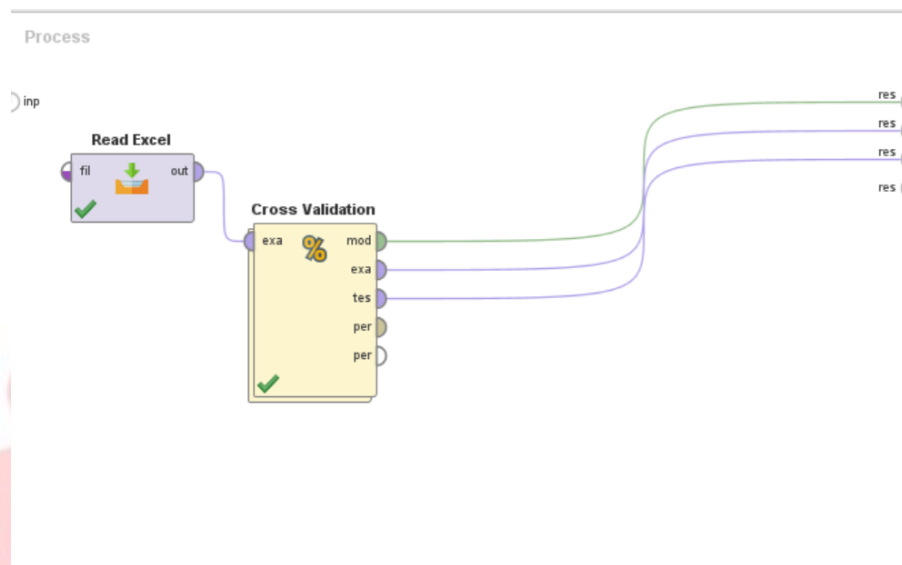 Process
inp
Read Excel
fil
out
Cross Validation
exa
mod
exa
tes
per
per
res
res
res
res